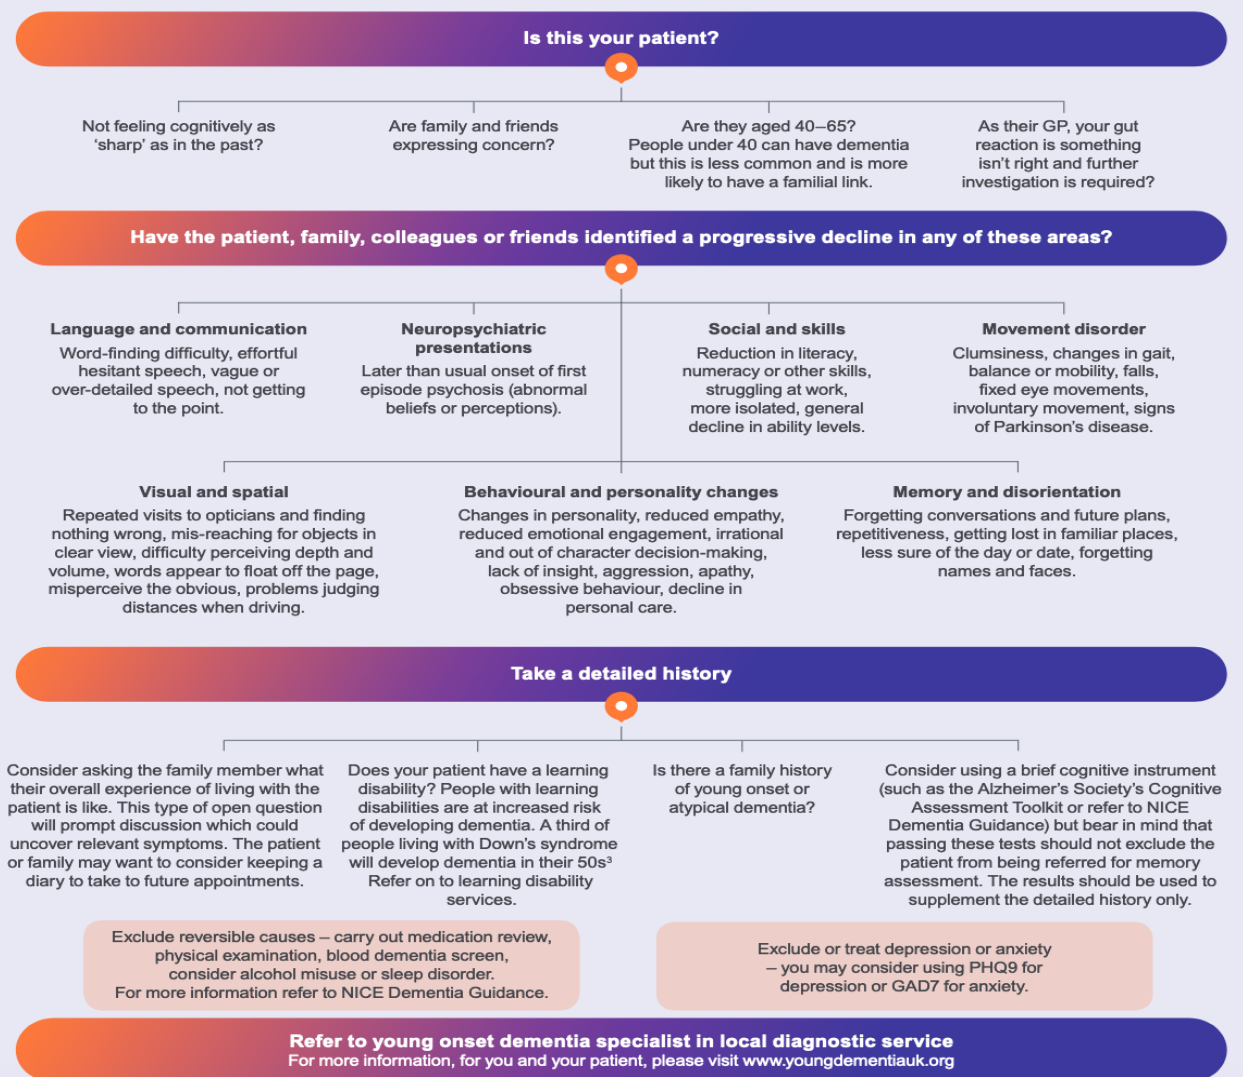 Is this your patient?
Not feeling cognitively as
‘sharp’ as in the past?
Are family and friends
expressing concern?
Are they aged 40–65?
People under 40 can have dementia
but this is less common and is more
likely to have a familial link.
As their GP, your gut
reaction is something
isn’t right and further
investigation is required?
Have the patient, family, colleagues or friends identified a progressive decline in any of these areas?
Language and communication
Word-finding difficulty, effortful
hesitant speech, vague or
over-detailed speech, not getting
to the point.
Neuropsychiatric
presentations
Later than usual onset of first
episode psychosis (abnormal
beliefs or perceptions).
Social and skills
Reduction in literacy,
numeracy or other skills,
struggling at work,
more isolated, general
decline in ability levels.
Movement disorder
Clumsiness, changes in gait,
balance or mobility, falls,
fixed eye movements,
involuntary movement, signs
of Parkinson’s disease.
Visual and spatial
Repeated visits to opticians and finding
nothing wrong, mis-reaching for objects in
clear view, difficulty perceiving depth and
volume, words appear to float off the page,
misperceive the obvious, problems judging
distances when driving.
Behavioural and personality changes
Changes in personality, reduced empathy,
reduced emotional engagement, irrational
and out of character decision-making,
lack of insight, aggression, apathy,
obsessive behaviour, decline in
personal care.
Memory and disorientation
Forgetting conversations and future plans,
repetitiveness, getting lost in familiar places,
less sure of the day or date, forgetting
names and faces.
Take a detailed history
Consider asking the family member what
their overall experience of living with the
patient is like. This type of open question
will prompt discussion which could
uncover relevant symptoms. The patient
or family may want to consider keeping a
diary to take to future appointments.
Does your patient have a learning
disability? People with learning
disabilities are at increased risk
of developing dementia. A third of
people living with Down’s syndrome
will develop dementia in their 50s³
Refer on to learning disability
services.
Is there a family history
of young onset or
atypical dementia?
Consider using a brief cognitive instrument
(such as the Alzheimer’s Society’s Cognitive
Assessment Toolkit or refer to NICE
Dementia Guidance) but bear in mind that
passing these tests should not exclude the
patient from being referred for memory
assessment. The results should be used to
supplement the detailed history only.
Exclude reversible causes – carry out medication review,
physical examination, blood dementia screen,
consider alcohol misuse or sleep disorder.
For more information refer to NICE Dementia Guidance.
Exclude or treat depression or anxiety
– you may consider using PHQ9 for
depression or GAD7 for anxiety.
Refer to young onset dementia specialist in local diagnostic service
For more information, for you and your patient, please visit www.youngdementiauk.org